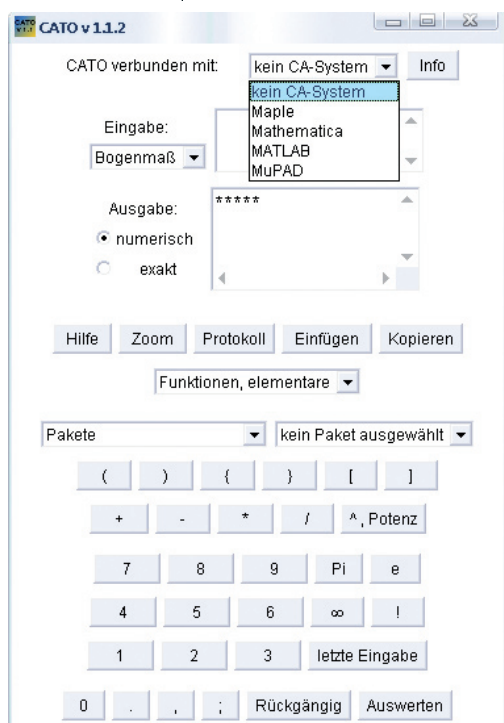 CATO v 1.1.2
CATO verbunden mit: kein CA-System Info
kein CA-System
Maple
Mathematica
MATLAB
MuPAD
Eingabe:
Bogenmaß
Ausgabe:
*****
numerisch
exakt
Hilfe Zoom Protokoll Einfügen Kopieren
Funktionen, elementare
Pakete kein Paket ausgewählt
( ) { } [ ]
+ - * / ^, Potenz
7 8 9 Pi e
4 5 6 ∞ !
1 2 3 letzte Eingabe
0 . , ; Rückgängig Auswerten